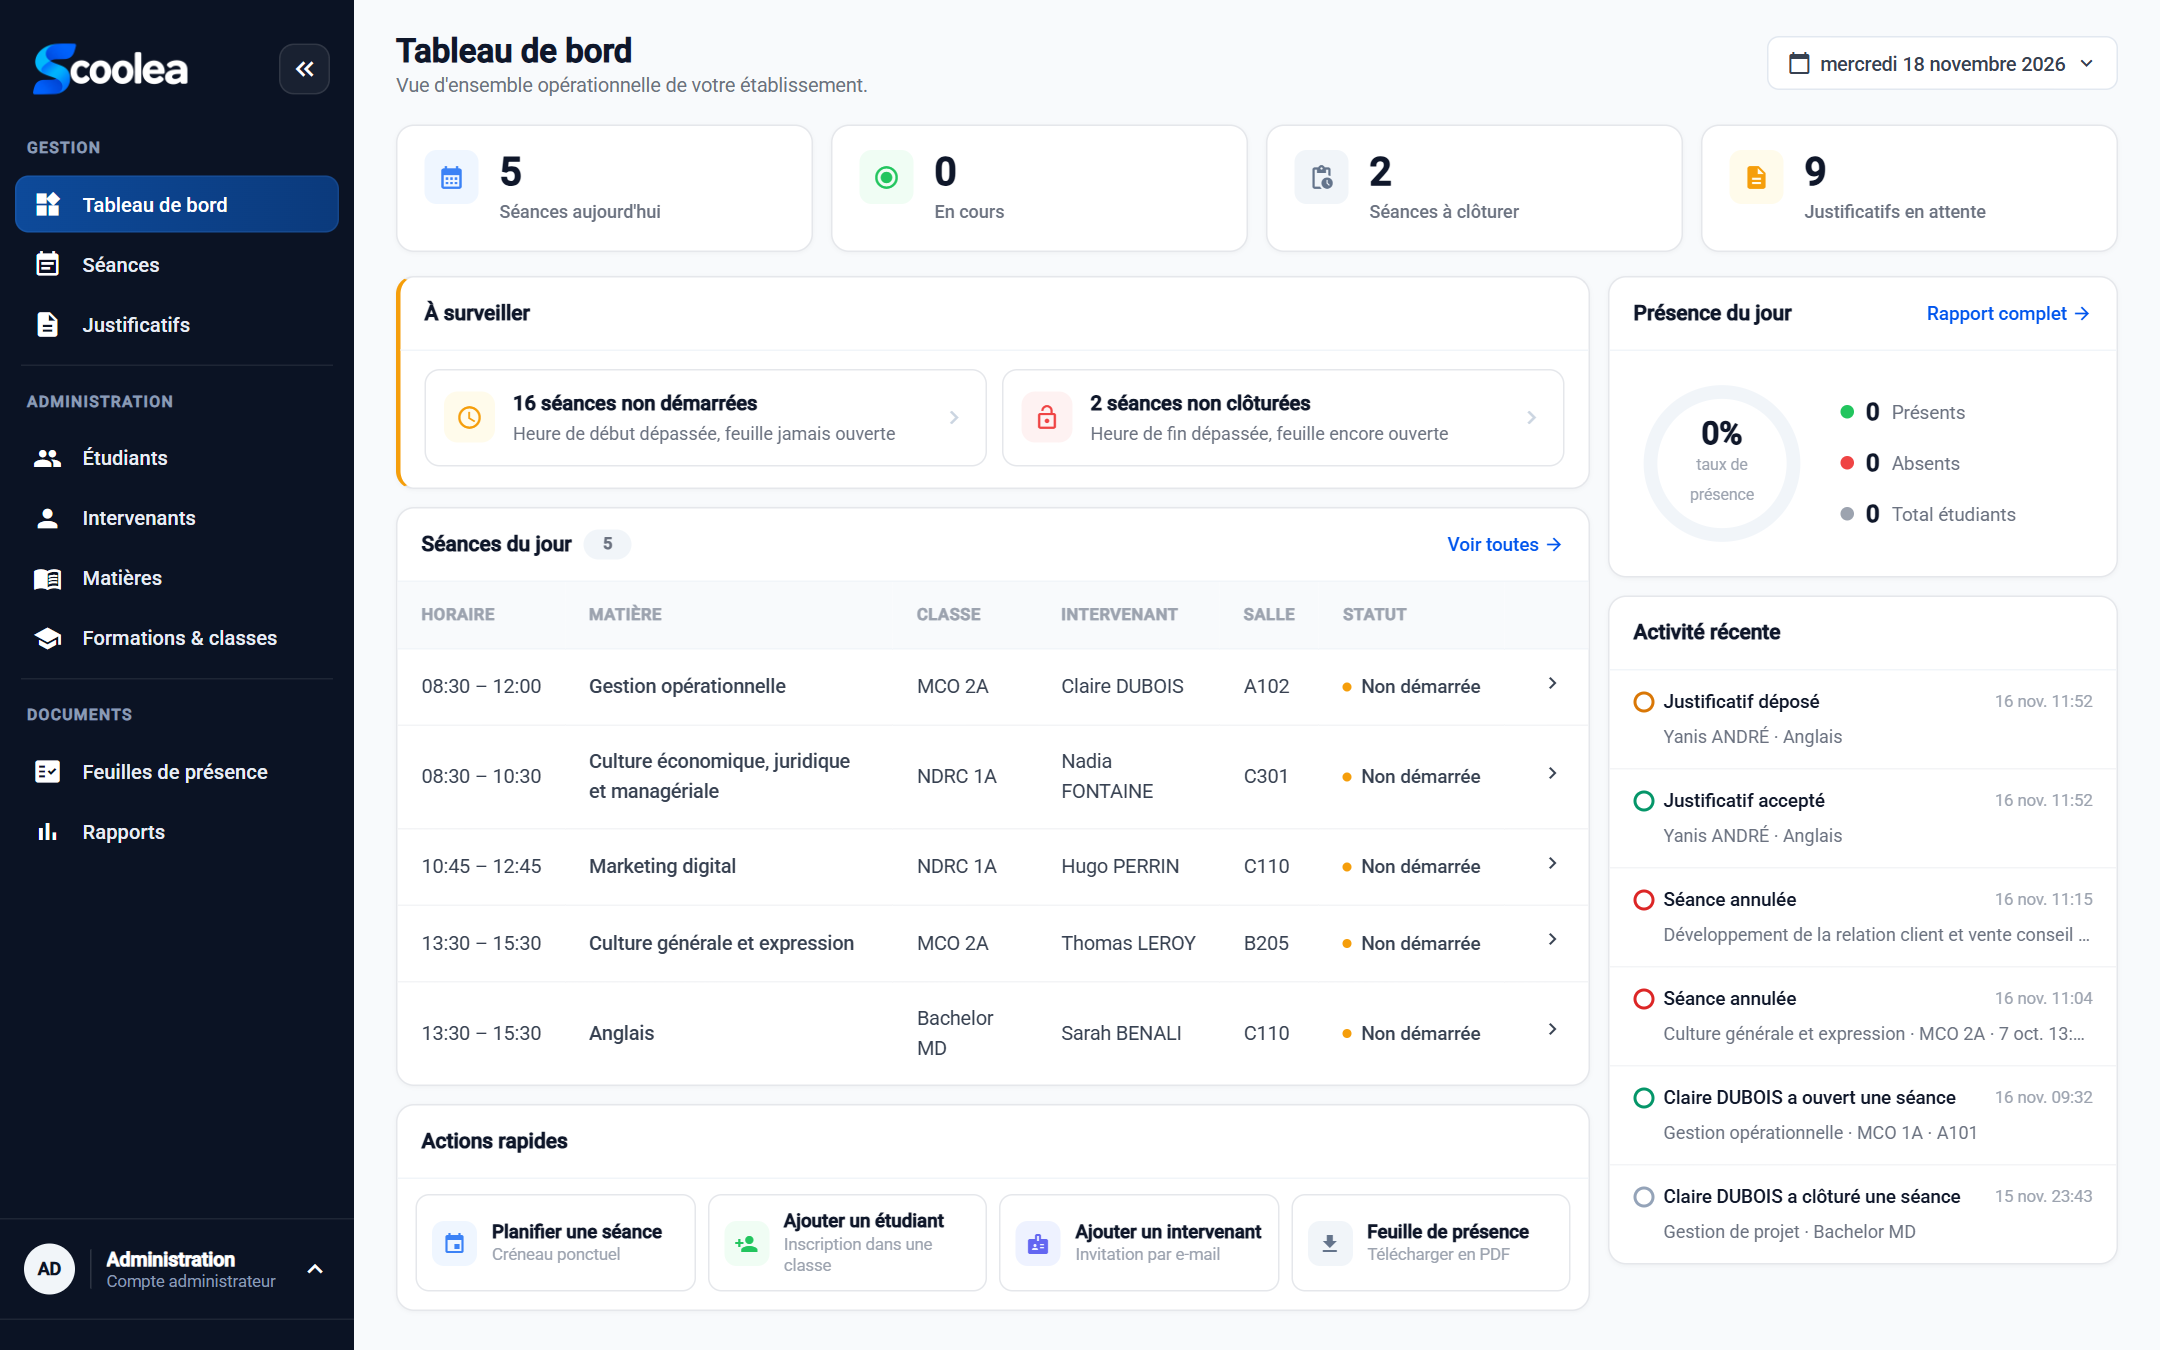 Scoolea
GESTION
Tableau de bord
Séances
Justificatifs
ADMINISTRATION
Étudiants
Intervenants
Matières
Formations & classes
DOCUMENTS
Feuilles de présence
Rapports
AD
Administration
Compte administrateur
Tableau de bord
Vue d'ensemble opérationnelle de votre établissement.
mercredi 18 novembre 2026
5
Séances aujourd'hui
0
En cours
2
Séances à clôturer
9
Justificatifs en attente
À surveiller
16 séances non démarrées
Heure de début dépassée, feuille jamais ouverte
2 séances non clôturées
Heure de fin dépassée, feuille encore ouverte
Séances du jour 5 Voir toutes
HORAIRE MATIÈRE CLASSE INTERVENANT SALLE STATUT
08:30 – 12:00 Gestion opérationnelle MCO 2A Claire DUBOIS A102 Non démarrée
08:30 – 10:30 Culture économique, juridique et managériale NDRC 1A Nadia FONTAINE C301 Non démarrée
10:45 – 12:45 Marketing digital NDRC 1A Hugo PERRIN C110 Non démarrée
13:30 – 15:30 Culture générale et expression MCO 2A Thomas LEROY B205 Non démarrée
13:30 – 15:30 Anglais Bachelor MD Sarah BENALI C110 Non démarrée
Actions rapides
Planifier une séance
Créneau ponctuel
Ajouter un étudiant
Inscription dans une
classe
Ajouter un intervenant
Invitation par e-mail
Feuille de présence
Télécharger en PDF
Présence du jour Rapport complet
0%
taux de
présence
0 Présents
0 Absents
0 Total étudiants
Activité récente
Justificatif déposé 16 nov. 11:52
Yanis ANDRÉ · Anglais
Justificatif accepté 16 nov. 11:52
Yanis ANDRÉ · Anglais
Séance annulée 16 nov. 11:15
Développement de la relation client et vente conseil ...
Séance annulée 16 nov. 11:04
Culture générale et expression · MCO 2A · 7 oct. 13:...
Claire DUBOIS a ouvert une séance 16 nov. 09:32
Gestion opérationnelle · MCO 1A · A101
Claire DUBOIS a clôturé une séance 15 nov. 23:43
Gestion de projet · Bachelor MD